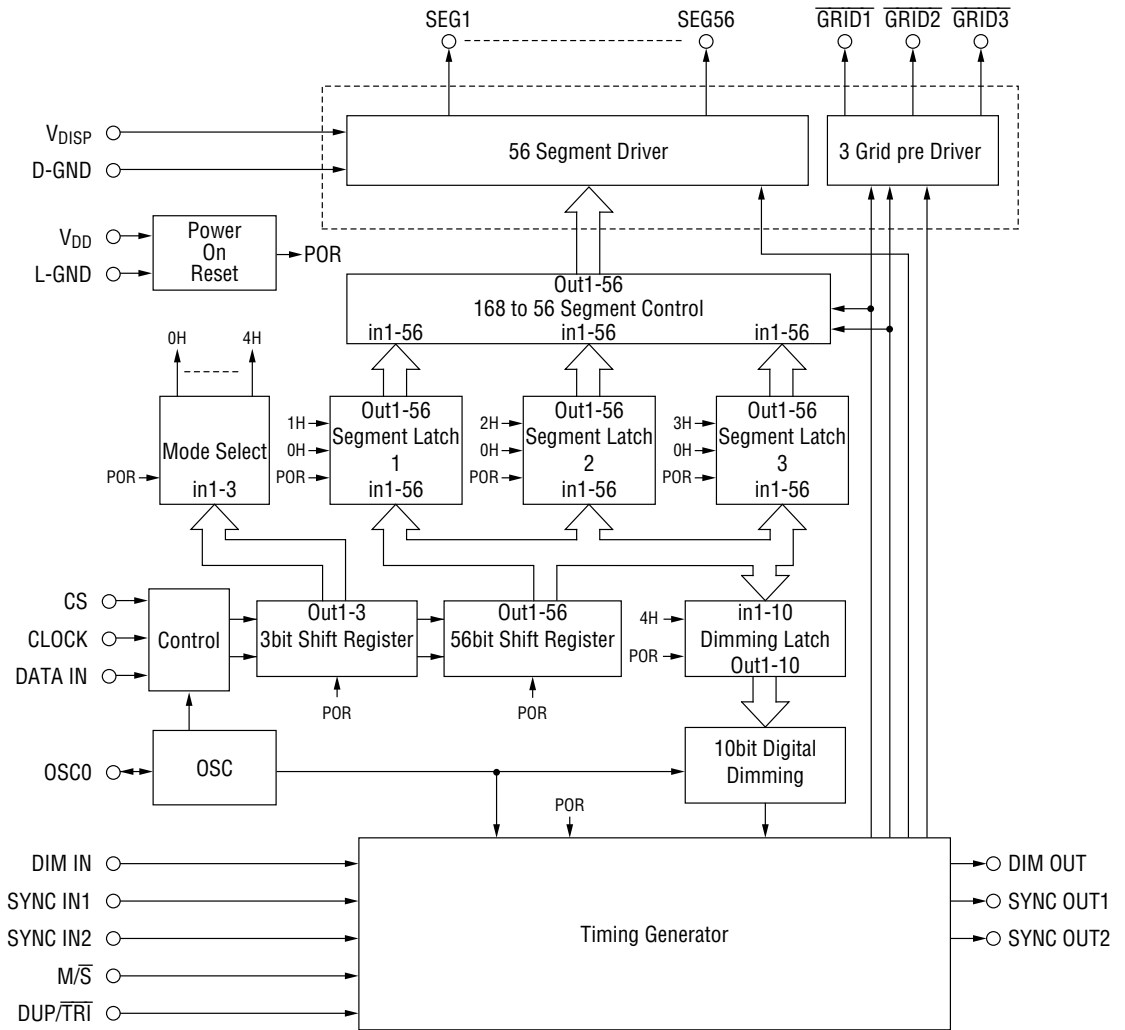 SEG1
SEG56
GRID1
GRID2
GRID3
VDISP
D-GND
56 Segment Driver
3 Grid pre Driver
VDD
L-GND
Power
On
Reset
POR
Out1-56
168 to 56 Segment Control
in1-56
in1-56
in1-56
0H
4H
POR
Mode Select
in1-3
1H
0H
POR
Out1-56
Segment Latch
1
in1-56
2H
0H
POR
Out1-56
Segment Latch
2
in1-56
3H
0H
POR
Out1-56
Segment Latch
3
in1-56
CS
CLOCK
DATA IN
Control
Out1-3
3bit Shift Register
POR
Out1-56
56bit Shift Register
POR
4H
POR
in1-10
Dimming Latch
Out1-10
OSC0
OSC
10bit Digital
Dimming
POR
DIM IN
SYNC IN1
SYNC IN2
M/S̅
DUP/T̅R̅I̅
Timing Generator
DIM OUT
SYNC OUT1
SYNC OUT2